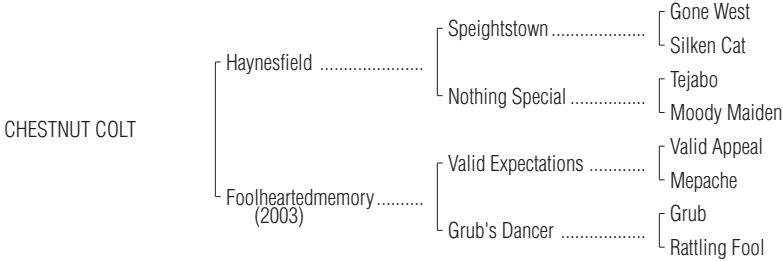 Gone West
Speightstown .....................
Silken Cat
Haynesfield ......................
Tejabo
Nothing Special ................
Moody Maiden
CHESTNUT COLT
Valid Appeal
Valid Expectations ............
Mepache
Foolheartedmemory..........
(2003)
Grub
Grub's Dancer ..................
Rattling Fool